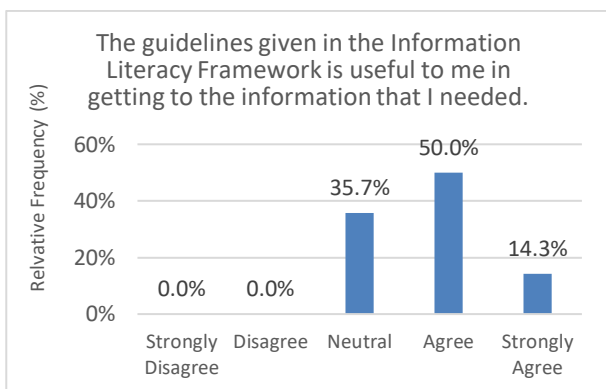 The guidelines given in the Information
Literacy Framework is useful to me in
getting to the information that I needed.
Relvative Frequency (%)
60%
40%
20%
0%
0.0%
0.0%
35.7%
50.0%
14.3%
Strongly
Disagree
Disagree
Neutral
Agree
Strongly
Agree